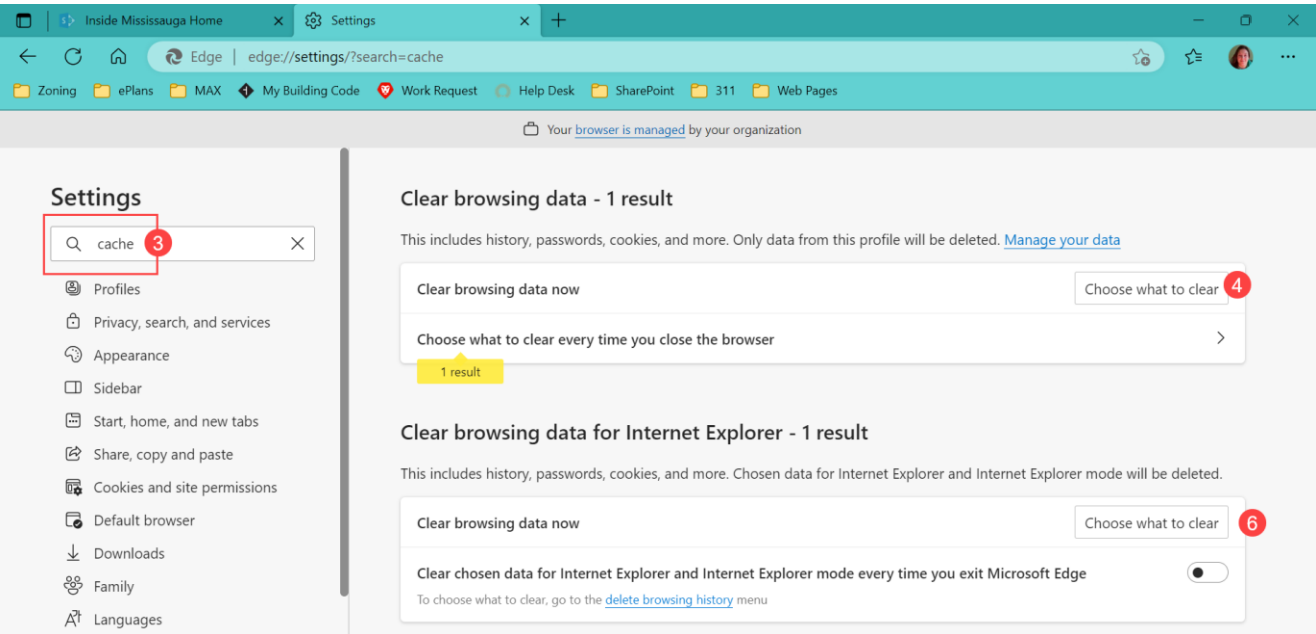 Inside Mississauga Home
Settings
Edge | edge://settings/?search=cache
Zoning ePlans MAX My Building Code Work Request Help Desk SharePoint 311 Web Pages
Your browser is managed by your organization
Settings
cache 3
Profiles
Privacy, search, and services
Appearance
Sidebar
Start, home, and new tabs
Share, copy and paste
Cookies and site permissions
Default browser
Downloads
Family
Languages
Clear browsing data - 1 result
This includes history, passwords, cookies, and more. Only data from this profile will be deleted. Manage your data
Clear browsing data now Choose what to clear 4
Choose what to clear every time you close the browser
1 result
Clear browsing data for Internet Explorer - 1 result
This includes history, passwords, cookies, and more. Chosen data for Internet Explorer and Internet Explorer mode will be deleted.
Clear browsing data now Choose what to clear 6
Clear chosen data for Internet Explorer and Internet Explorer mode every time you exit Microsoft Edge
To choose what to clear, go to the delete browsing history menu